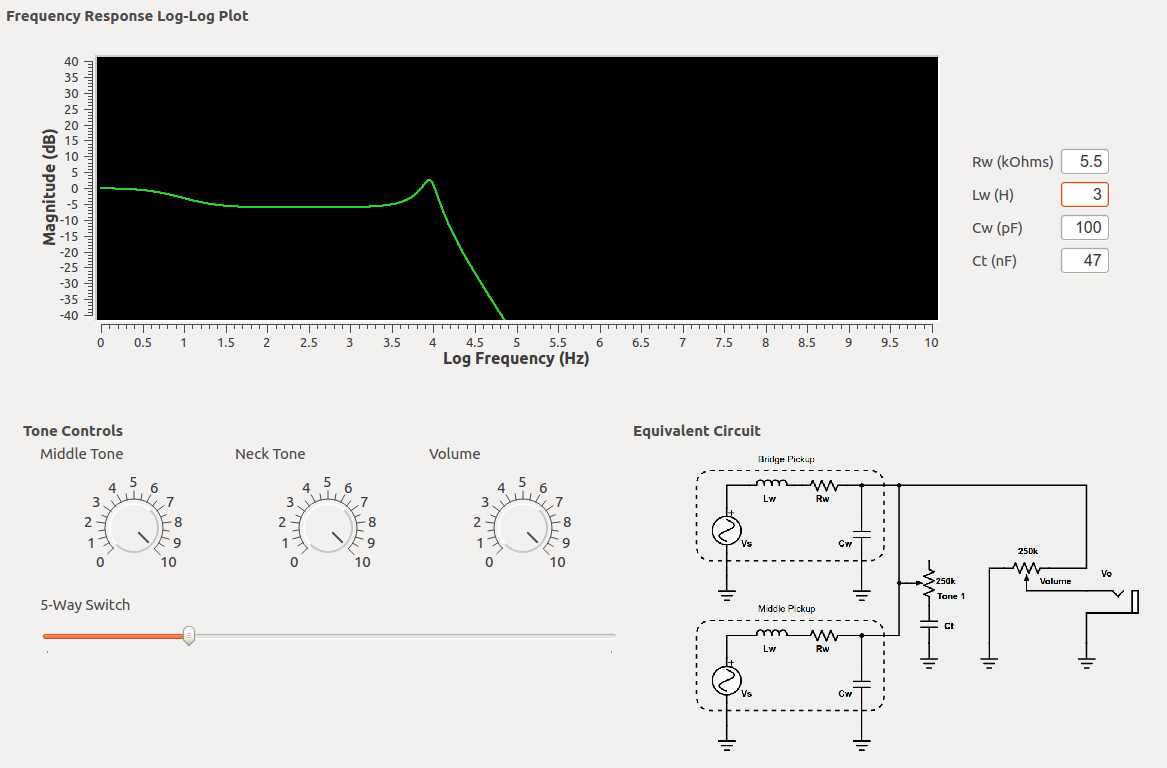 Frequency Response Log-Log Plot
40
35
30
25
20
15
10
5
0
-5
-10
-15
-20
-25
-30
-35
-40
Magnitude (dB)
0 0.5 1 1.5 2 2.5 3 3.5 4 4.5 5 5.5 6 6.5 7 7.5 8 8.5 9 9.5 10
Log Frequency (Hz)
Rw (kOhms) 5.5
Lw (H) 3
Cw (pF) 100
Ct (nF) 47
Tone Controls
Middle Tone Neck Tone Volume
0 1 2 3 4 5 6 7 8 9 10
0 1 2 3 4 5 6 7 8 9 10
0 1 2 3 4 5 6 7 8 9 10
5-Way Switch
Equivalent Circuit
Bridge Pickup
Lw Rw
+
Vs Cw
250k
Tone 1
Ct
250k
Volume
Vo
Middle Pickup
Lw Rw
+
Vs Cw